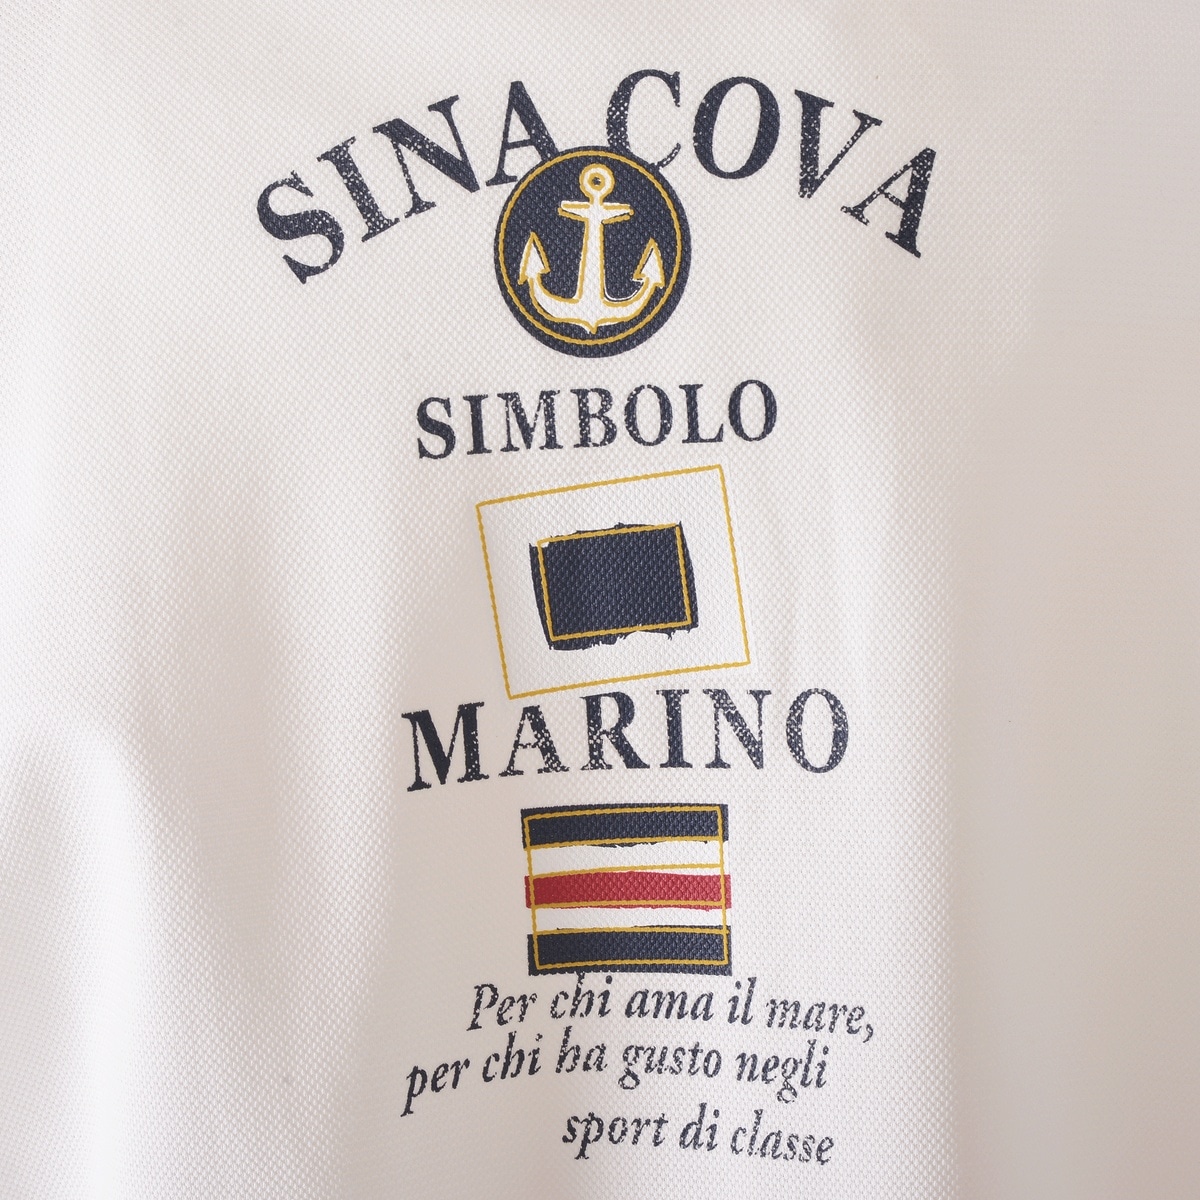 SINA COVA
SIMBOLO
MARINO
Per chi ama il mare,
per chi ha gusto negli
sport di classe